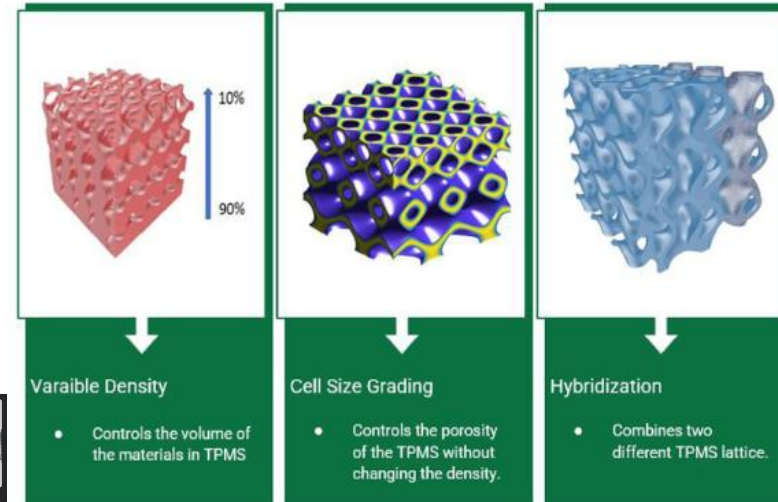 10%
90%
Varaible Density
● Controls the volume of
the materials in TPMS
Cell Size Grading
● Controls the porosity
of the TPMS without
changing the density.
Hybridization
● Combines two
different TPMS lattice.